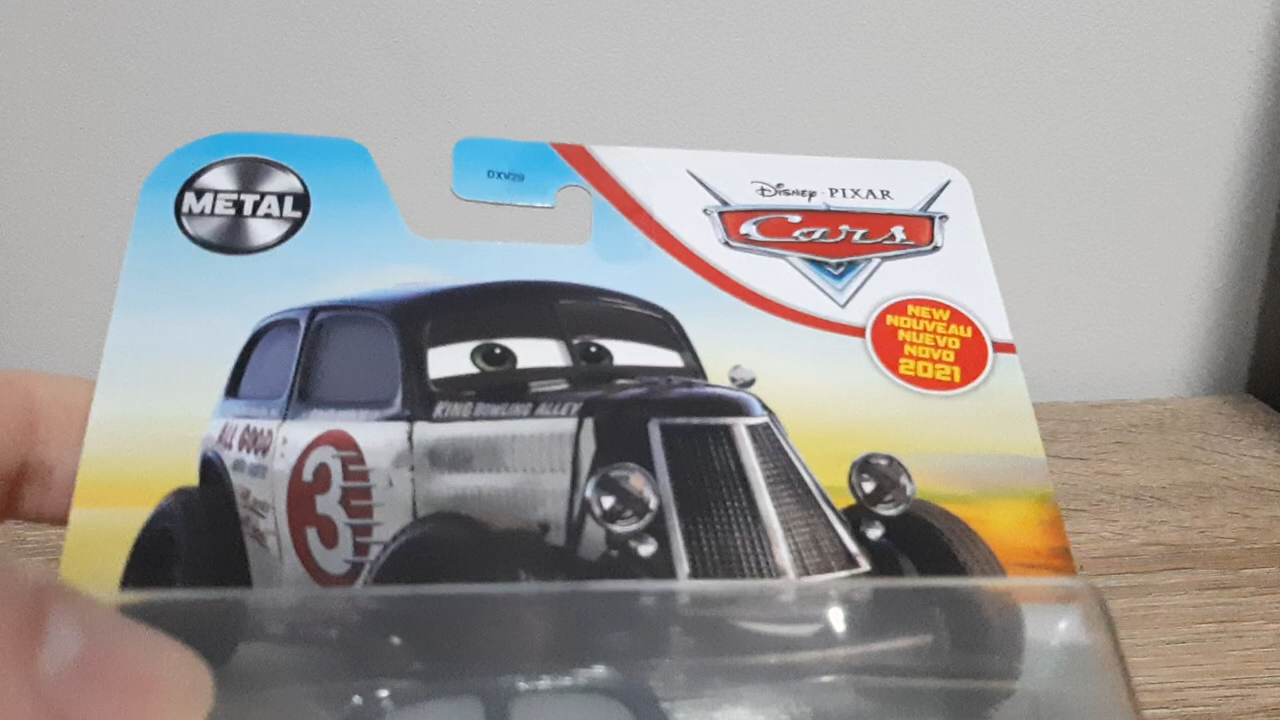 METAL
DXV29
Disney · PIXAR
Cars
NEW
NOUVEAU
NUEVO
NOVO
2021
KING BOWLING ALLEY
ALL GOOD
3